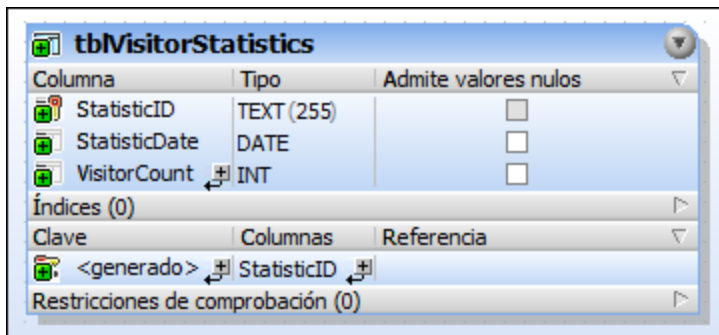 tblVisitorStatistics
Columna Tipo Admite valores nulos
StatisticID TEXT (255)
StatisticDate DATE
VisitorCount INT
Índices (0)
Clave Columnas Referencia
<generado> StatisticID
Restricciones de comprobación (0)